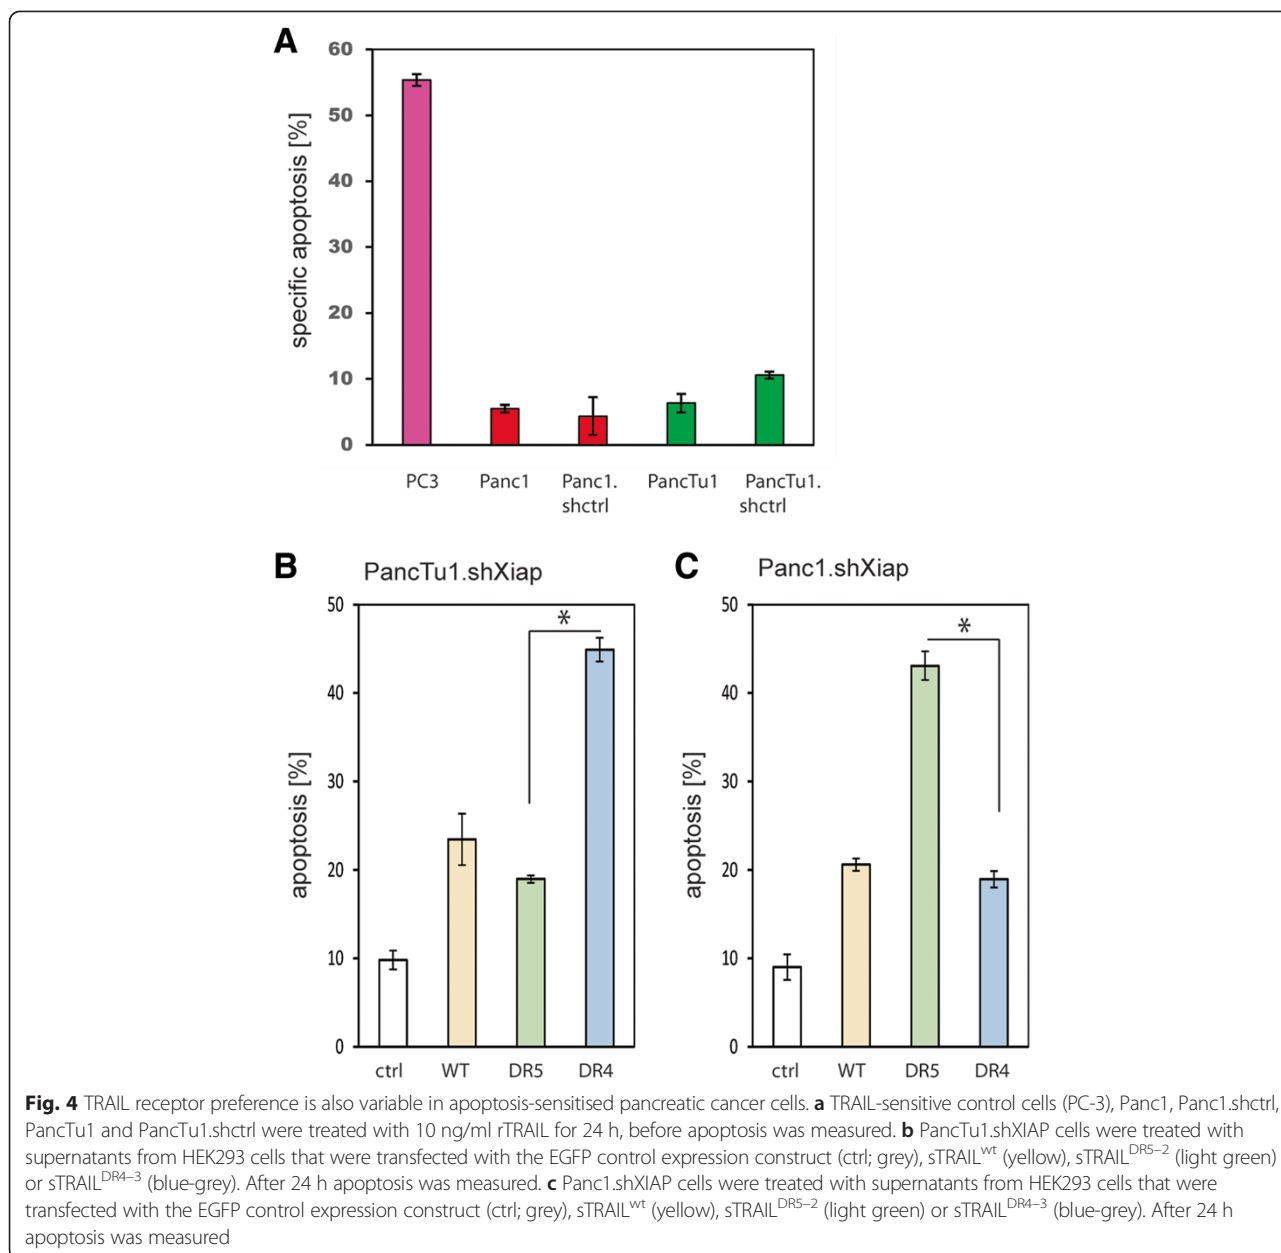 A
60
50
40
30
20
10
0
specific apoptosis [%]
PC3 Panc1 Panc1. PancTu1 PancTu1.
shctrl shctrl
B
PancTu1.shXiap
50
40
30
20
10
0
apoptosis [%]
*
ctrl WT DR5 DR4
C
Panc1.shXiap
50
40
30
20
10
0
apoptosis [%]
*
ctrl WT DR5 DR4
Fig. 4 TRAIL receptor preference is also variable in apoptosis-sensitised pancreatic cancer cells. a TRAIL-sensitive control cells (PC-3), Panc1, Panc1.shctrl,
PancTu1 and PancTu1.shctrl were treated with 10 ng/ml rTRAIL for 24 h, before apoptosis was measured. b PancTu1.shXIAP cells were treated with
supernatants from HEK293 cells that were transfected with the EGFP control expression construct (ctrl; grey), sTRAILwt (yellow), sTRAILDR5–2 (light green)
or sTRAILDR4–3 (blue-grey). After 24 h apoptosis was measured. c Panc1.shXIAP cells were treated with supernatants from HEK293 cells that were
transfected with the EGFP control expression construct (ctrl; grey), sTRAILwt (yellow), sTRAILDR5–2 (light green) or sTRAILDR4–3 (blue-grey). After 24 h
apoptosis was measured